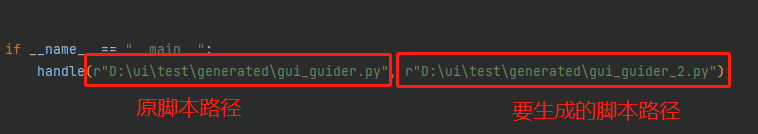 if __name__ == "__main__":
handle(r"D:\ui\test\generated\gui_guider.py", r"D:\ui\test\generated\gui_guider_2.py")
原脚本路径 要生成的脚本路径